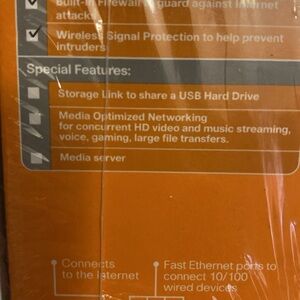 Built-in Firewall to guard against Internet
attacks
Wireless Signal Protection to help prevent
intruders
Special Features:
Storage Link to share a USB Hard Drive
Media Optimized Networking
for concurrent HD video and music streaming,
voice, gaming, large file transfers.
Media server
Connects
to the Internet
Fast Ethernet ports to
connect 10/100
wired devices